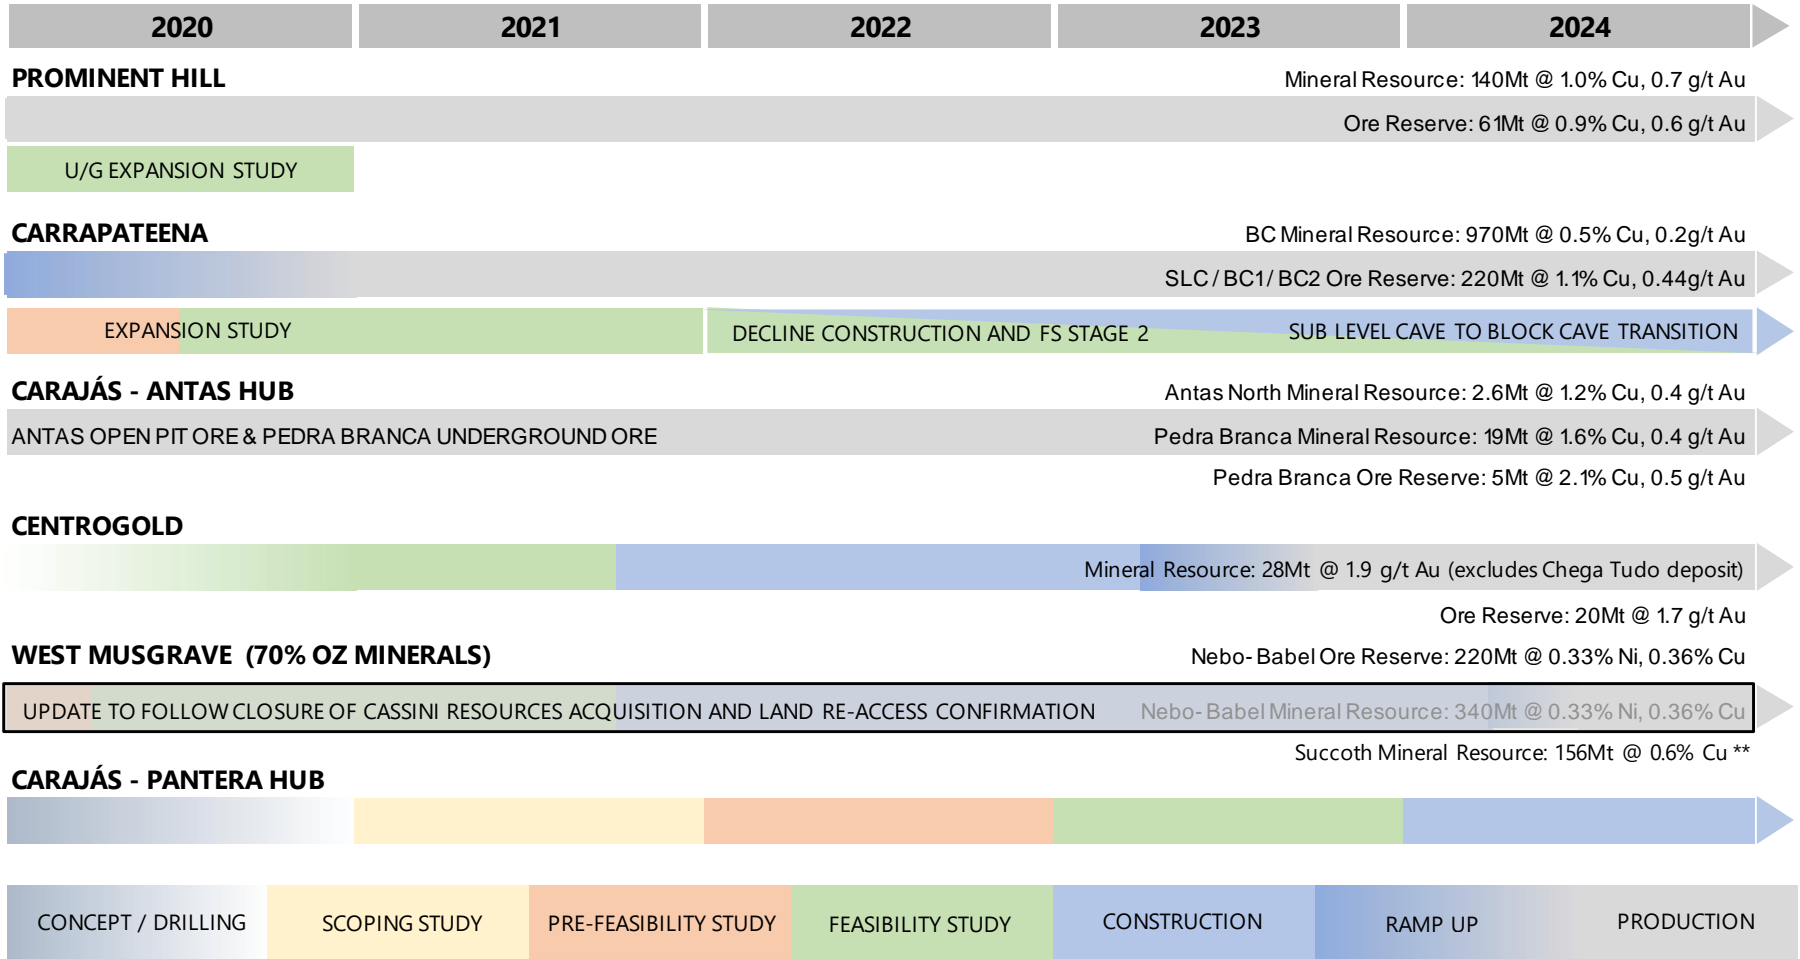 2020 2021 2022 2023 2024
PROMINENT HILL
Mineral Resource: 140Mt @ 1.0% Cu, 0.7 g/t Au
Ore Reserve: 61Mt @ 0.9% Cu, 0.6 g/t Au
U/G EXPANSION STUDY
CARRAPATEENA
BC Mineral Resource: 970Mt @ 0.5% Cu, 0.2g/t Au
SLC / BC1/ BC2 Ore Reserve: 220Mt @ 1.1% Cu, 0.44g/t Au
EXPANSION STUDY
DECLINE CONSTRUCTION AND FS STAGE 2
SUB LEVEL CAVE TO BLOCK CAVE TRANSITION
CARAJÁS - ANTAS HUB
Antas North Mineral Resource: 2.6Mt @ 1.2% Cu, 0.4 g/t Au
ANTAS OPEN PIT ORE & PEDRA BRANCA UNDERGROUND ORE
Pedra Branca Mineral Resource: 19Mt @ 1.6% Cu, 0.4 g/t Au
Pedra Branca Ore Reserve: 5Mt @ 2.1% Cu, 0.5 g/t Au
CENTROGOLD
Mineral Resource: 28Mt @ 1.9 g/t Au (excludes Chega Tudo deposit)
Ore Reserve: 20Mt @ 1.7 g/t Au
WEST MUSGRAVE (70% OZ MINERALS)
Nebo-Babel Ore Reserve: 220Mt @ 0.33% Ni, 0.36% Cu
UPDATE TO FOLLOW CLOSURE OF CASSINI RESOURCES ACQUISITION AND LAND RE-ACCESS CONFIRMATION
Nebo-Babel Mineral Resource: 340Mt @ 0.33% Ni, 0.36% Cu
Succoth Mineral Resource: 156Mt @ 0.6% Cu **
CARAJÁS - PANTERA HUB
CONCEPT / DRILLING
SCOPING STUDY
PRE-FEASIBILITY STUDY
FEASIBILITY STUDY
CONSTRUCTION
RAMP UP
PRODUCTION